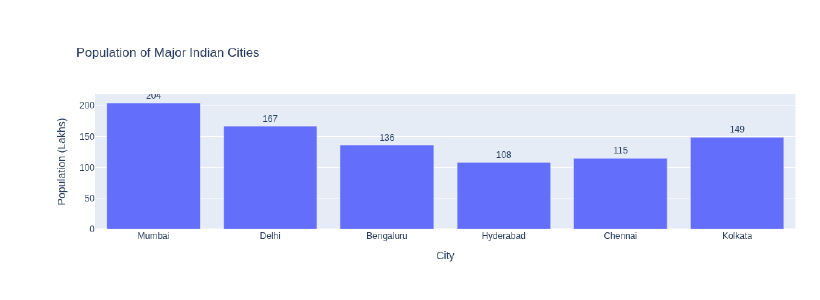 Population of Major Indian Cities
204
167
136
108
115
149
200
150
100
50
0
Population (Lakhs)
Mumbai Delhi Bengaluru Hyderabad Chennai Kolkata
City